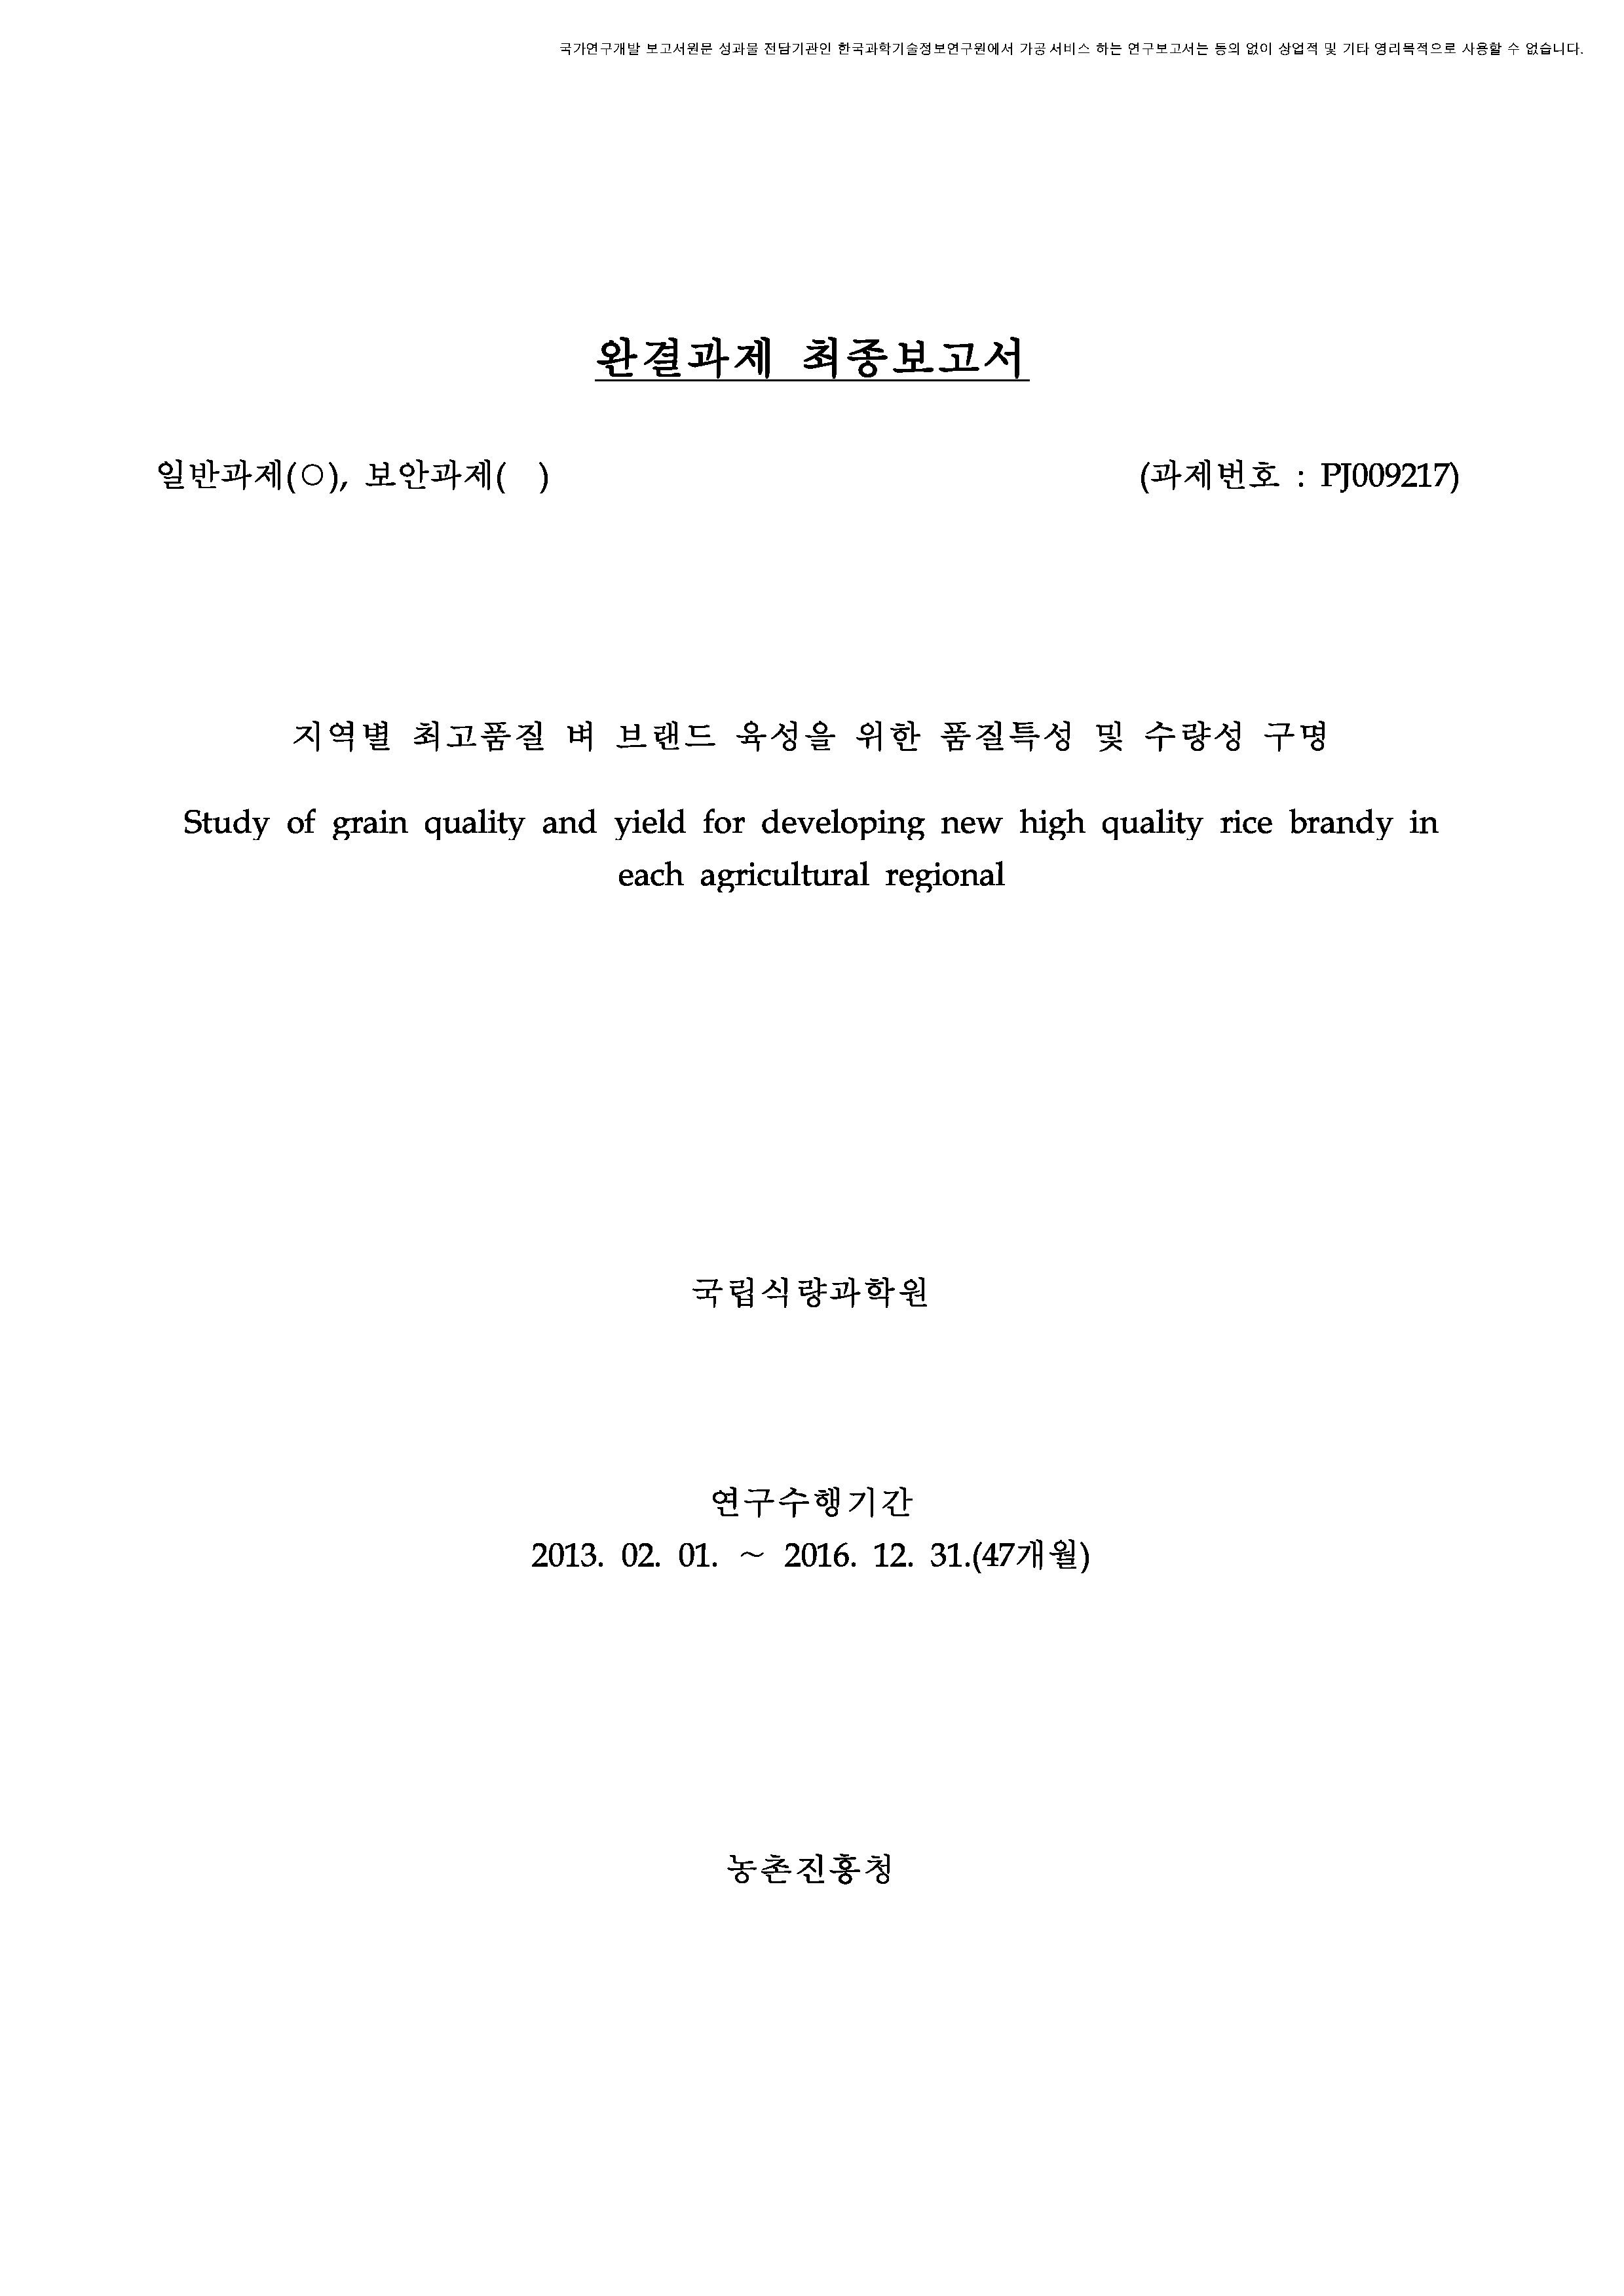 국가연구개발 보고서원문 성과물 전담기관인 한국과학기술정보연구원에서 가공 서비스 하는 연구보고서는 동의 없이 상업적 및 기타 영리목적으로 사용할 수 없습니다.
완결과제 최종보고서
일반과제(○), 보안과제( ) (과제번호 : PJ009217)
지역별 최고품질 벼 브랜드 육성을 위한 품질특성 및 수량성 구명
Study of grain quality and yield for developing new high quality rice brandy in
each agricultural regional
국립식량과학원
연구수행기간
2013. 02. 01. ~ 2016. 12. 31.(47개월)
농촌진흥청